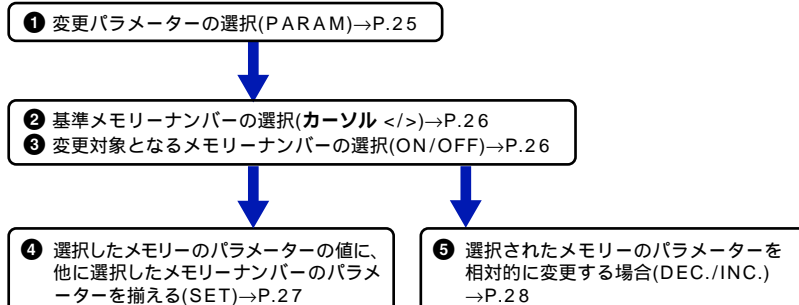 ❶ 変更パラメーターの選択(PARAM)→P.25
❷ 基準メモリーナンバーの選択(カーソル </>)→P.26
❸ 変更対象となるメモリーナンバーの選択(ON/OFF)→P.26
❹ 選択したメモリーのパラメーターの値に、
他に選択したメモリーナンバーのパラメ
ーターを揃える(SET)→P.27
❺ 選択されたメモリーのパラメーターを
相対的に変更する場合(DEC./INC.)
→P.28